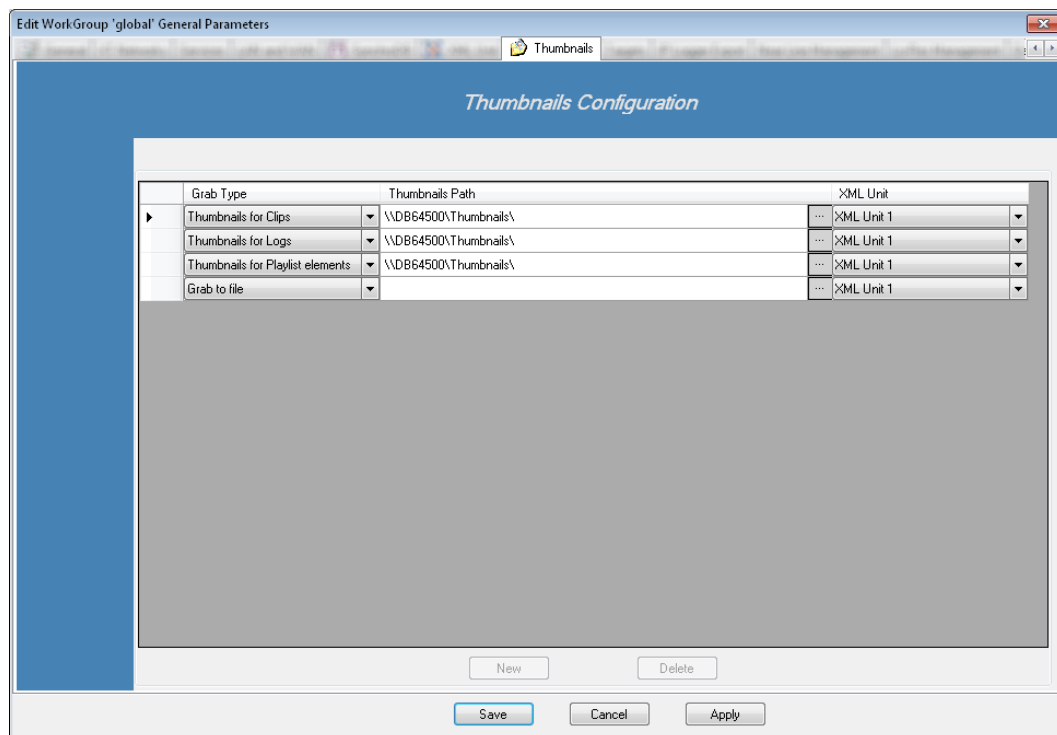 Edit WorkGroup 'global' General Parameters
Thumbnails
Thumbnails Configuration
Grab Type Thumbnails Path XML Unit
Thumbnails for Clips \\DB64500\Thumbnails\ ... XML Unit 1
Thumbnails for Logs \\DB64500\Thumbnails\ ... XML Unit 1
Thumbnails for Playlist elements \\DB64500\Thumbnails\ ... XML Unit 1
Grab to file ... XML Unit 1
New Delete
Save Cancel Apply